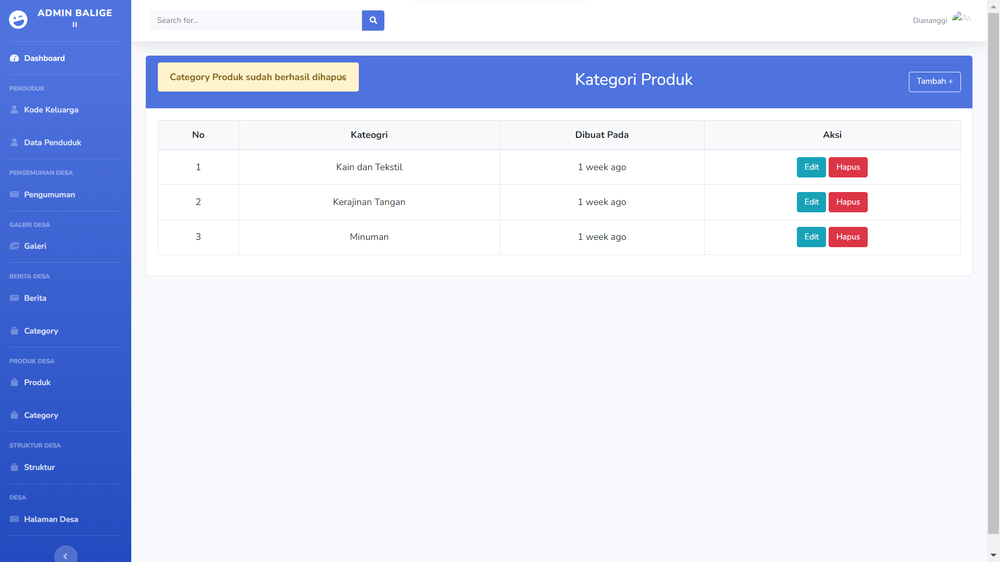 ADMIN BALIGE
II
Dashboard
PENDUDUK
Kode Keluarga
Data Penduduk
PENGEMUMAN DESA
Pengumuman
GALERI DESA
Galeri
BERITA DESA
Berita
Category
PRODUK DESA
Produk
Category
STRUKTUR DESA
Struktur
DESA
Halaman Desa
Search for...
Diananggi
Category Produk sudah berhasil dihapus
Kategori Produk
Tambah +
No Kateogri Dibuat Pada Aksi
1 Kain dan Tekstil 1 week ago Edit Hapus
2 Kerajinan Tangan 1 week ago Edit Hapus
3 Minuman 1 week ago Edit Hapus